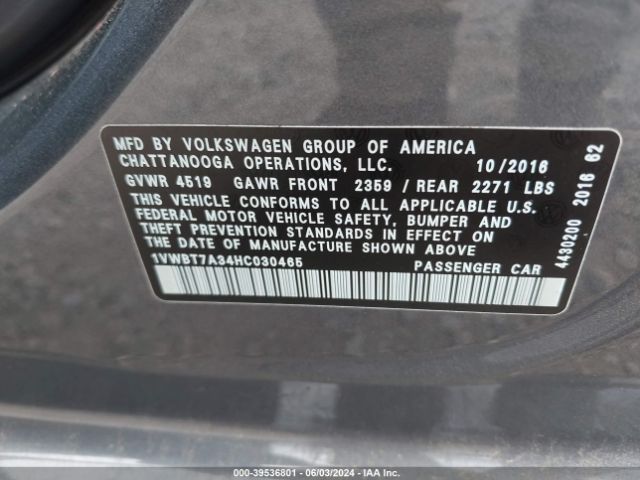 MFD BY VOLKSWAGEN GROUP OF AMERICA
CHATTANOOGA OPERATIONS, LLC. 10/2016
GVWR 4519 GAWR FRONT 2359 / REAR 2271 LBS
THIS VEHICLE CONFORMS TO ALL APPLICABLE U.S.
FEDERAL MOTOR VEHICLE SAFETY, BUMPER AND
THEFT PREVENTION STANDARDS IN EFFECT ON
THE DATE OF MANUFACTURE SHOWN ABOVE
1VWBT7A34HC030465 PASSENGER CAR
4430200 2016 62
000-39536801 - 06/03/2024 - IAA Inc.